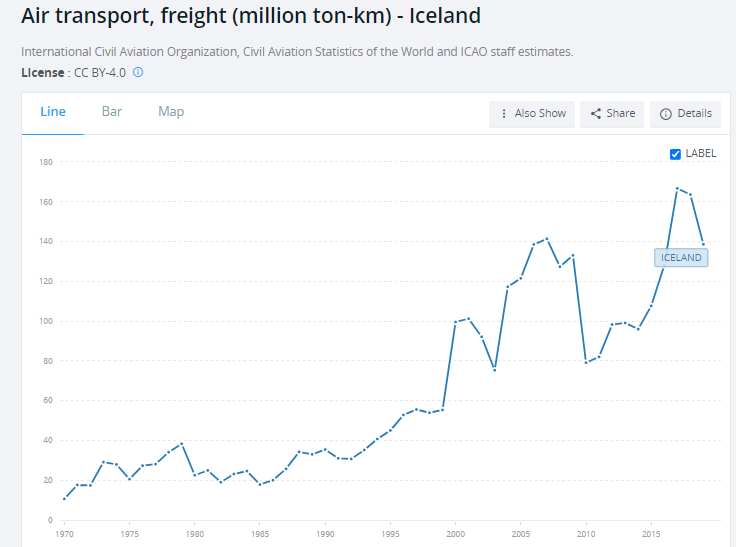 Air transport, freight (million ton-km) - Iceland
International Civil Aviation Organization, Civil Aviation Statistics of the World and ICAO staff estimates.
License : CC BY-4.0
Line Bar Map Also Show Share Details
LABEL
180
160
140
ICELAND
120
100
80
60
40
20
0
1970 1975 1980 1985 1990 1995 2000 2005 2010 2015